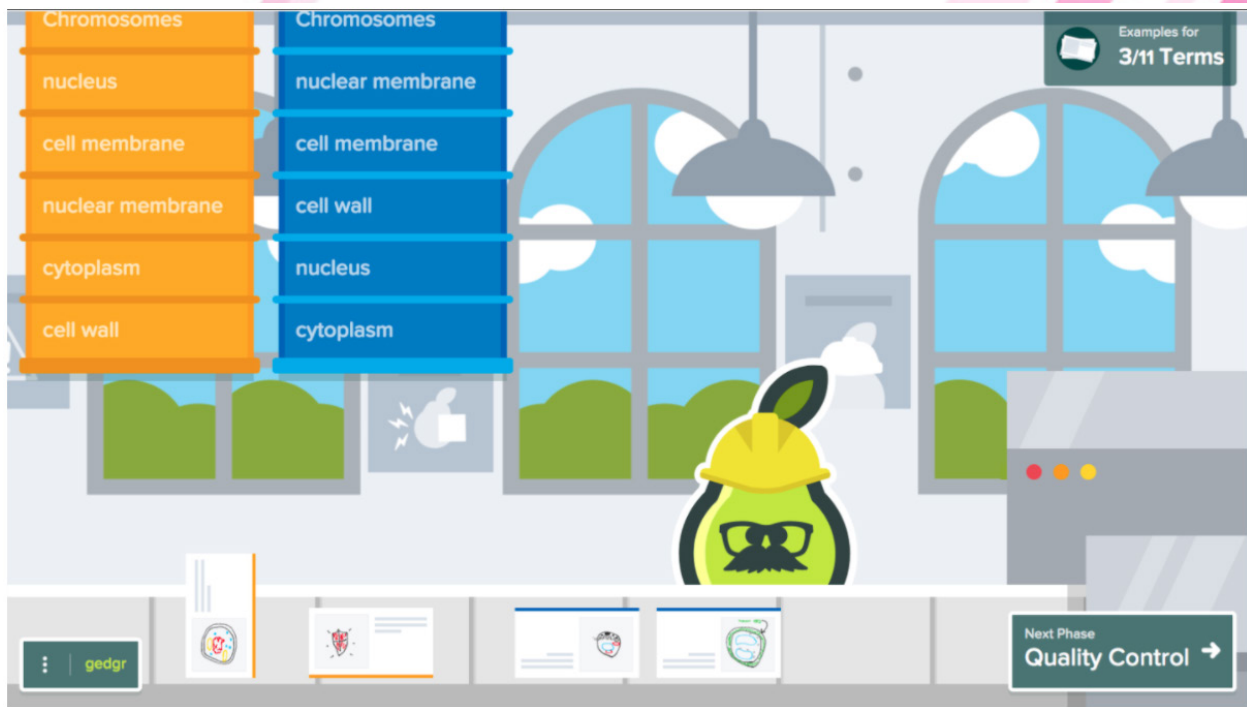 Chromosomes
nucleus
cell membrane
nuclear membrane
cytoplasm
cell wall
Chromosomes
nuclear membrane
cell membrane
cell wall
nucleus
cytoplasm
Examples for
3/11 Terms
gedgr
Next Phase
Quality Control